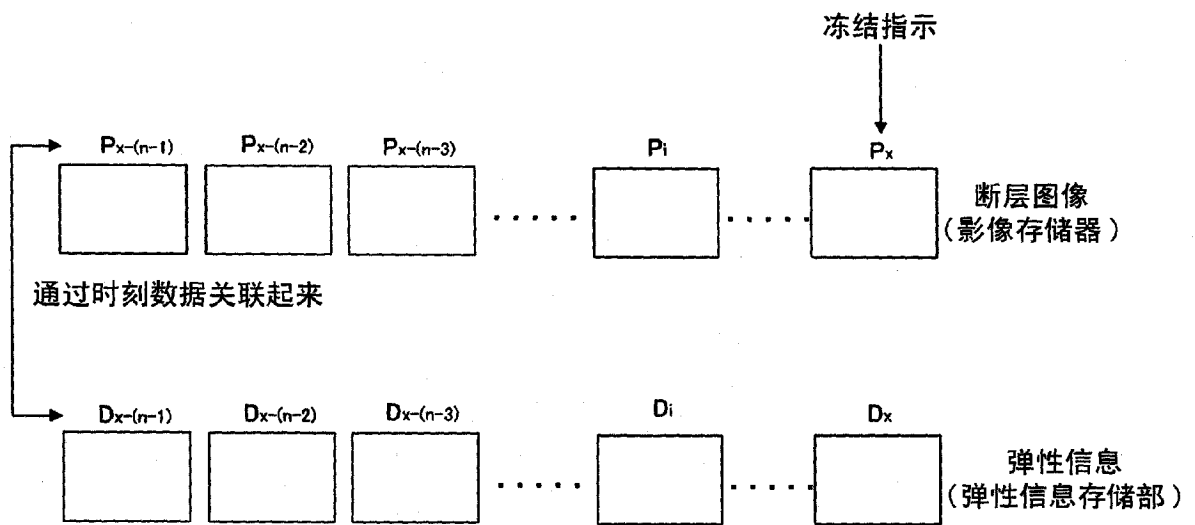 冻结指示
Px-(n-1) Px-(n-2) Px-(n-3) Pi Px
断层图像
（影像存储器）
通过时刻数据关联起来
Dx-(n-1) Dx-(n-2) Dx-(n-3) Di Dx
弹性信息
（弹性信息存储部）